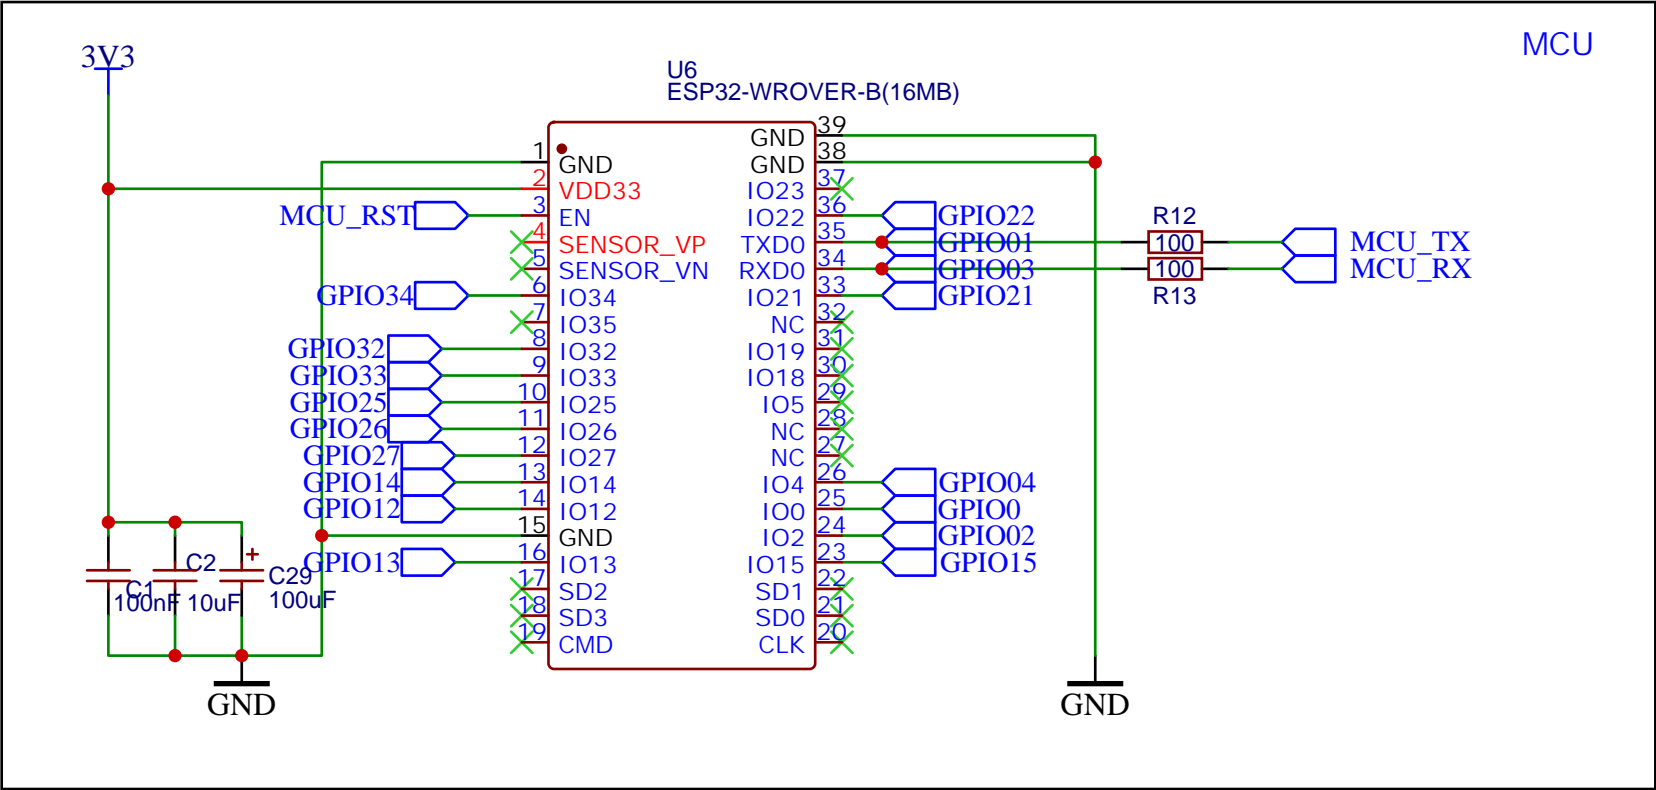 MCU
3V3
U6
ESP32-WROVER-B(16MB)
1 GND
2 VDD33
MCU_RST 3 EN
4 SENSOR_VP
5 SENSOR_VN
GPIO34 6 IO34
7 IO35
GPIO32 8 IO32
GPIO33 9 IO33
GPIO25 10 IO25
GPIO26 11 IO26
GPIO27 12 IO27
GPIO14 13 IO14
GPIO12 14 IO12
15 GND
GPIO13 16 IO13
17 SD2
18 SD3
19 CMD
GND 39
GND 38
IO23 37
IO22 36 GPIO22
TXD0 35 GPIO01
RXD0 34 GPIO03
IO21 33 GPIO21
NC 32
IO19 31
IO18 30
IO5 29
NC 28
NC 27
IO4 26 GPIO04
IO0 25 GPIO0
IO2 24 GPIO02
IO15 23 GPIO15
SD1 22
SD0 21
CLK 20
R12
100 MCU_TX
100 MCU_RX
R13
C1
100nF
C2
10uF
+
C29
100uF
GND
GND